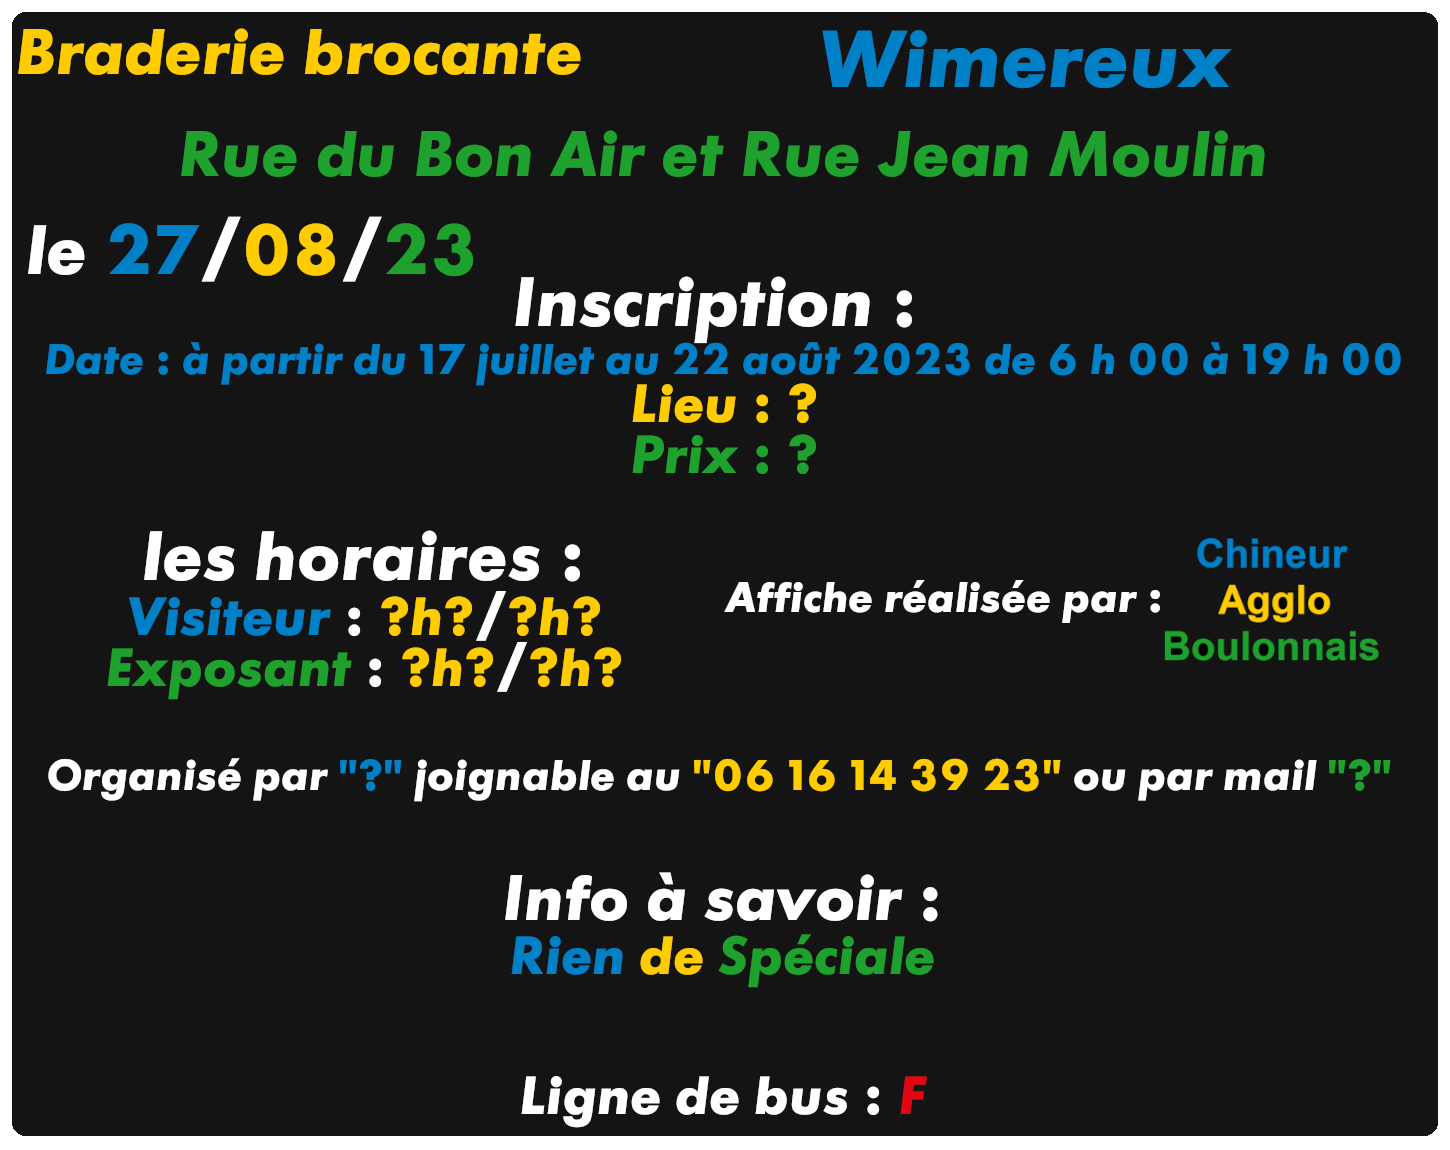 Braderie brocante
Wimereux
Rue du Bon Air et Rue Jean Moulin
le 27/08/23
Inscription :
Date : à partir du 17 juillet au 22 août 2023 de 6 h 00 à 19 h 00
Lieu : ?
Prix : ?
les horaires :
Visiteur : ?h?/?h?
Exposant : ?h?/?h?
Affiche réalisée par :
Chineur
Agglo
Boulonnais
Organisé par "?" joignable au "06 16 14 39 23" ou par mail "?"
Info à savoir :
Rien de Spéciale
Ligne de bus : F